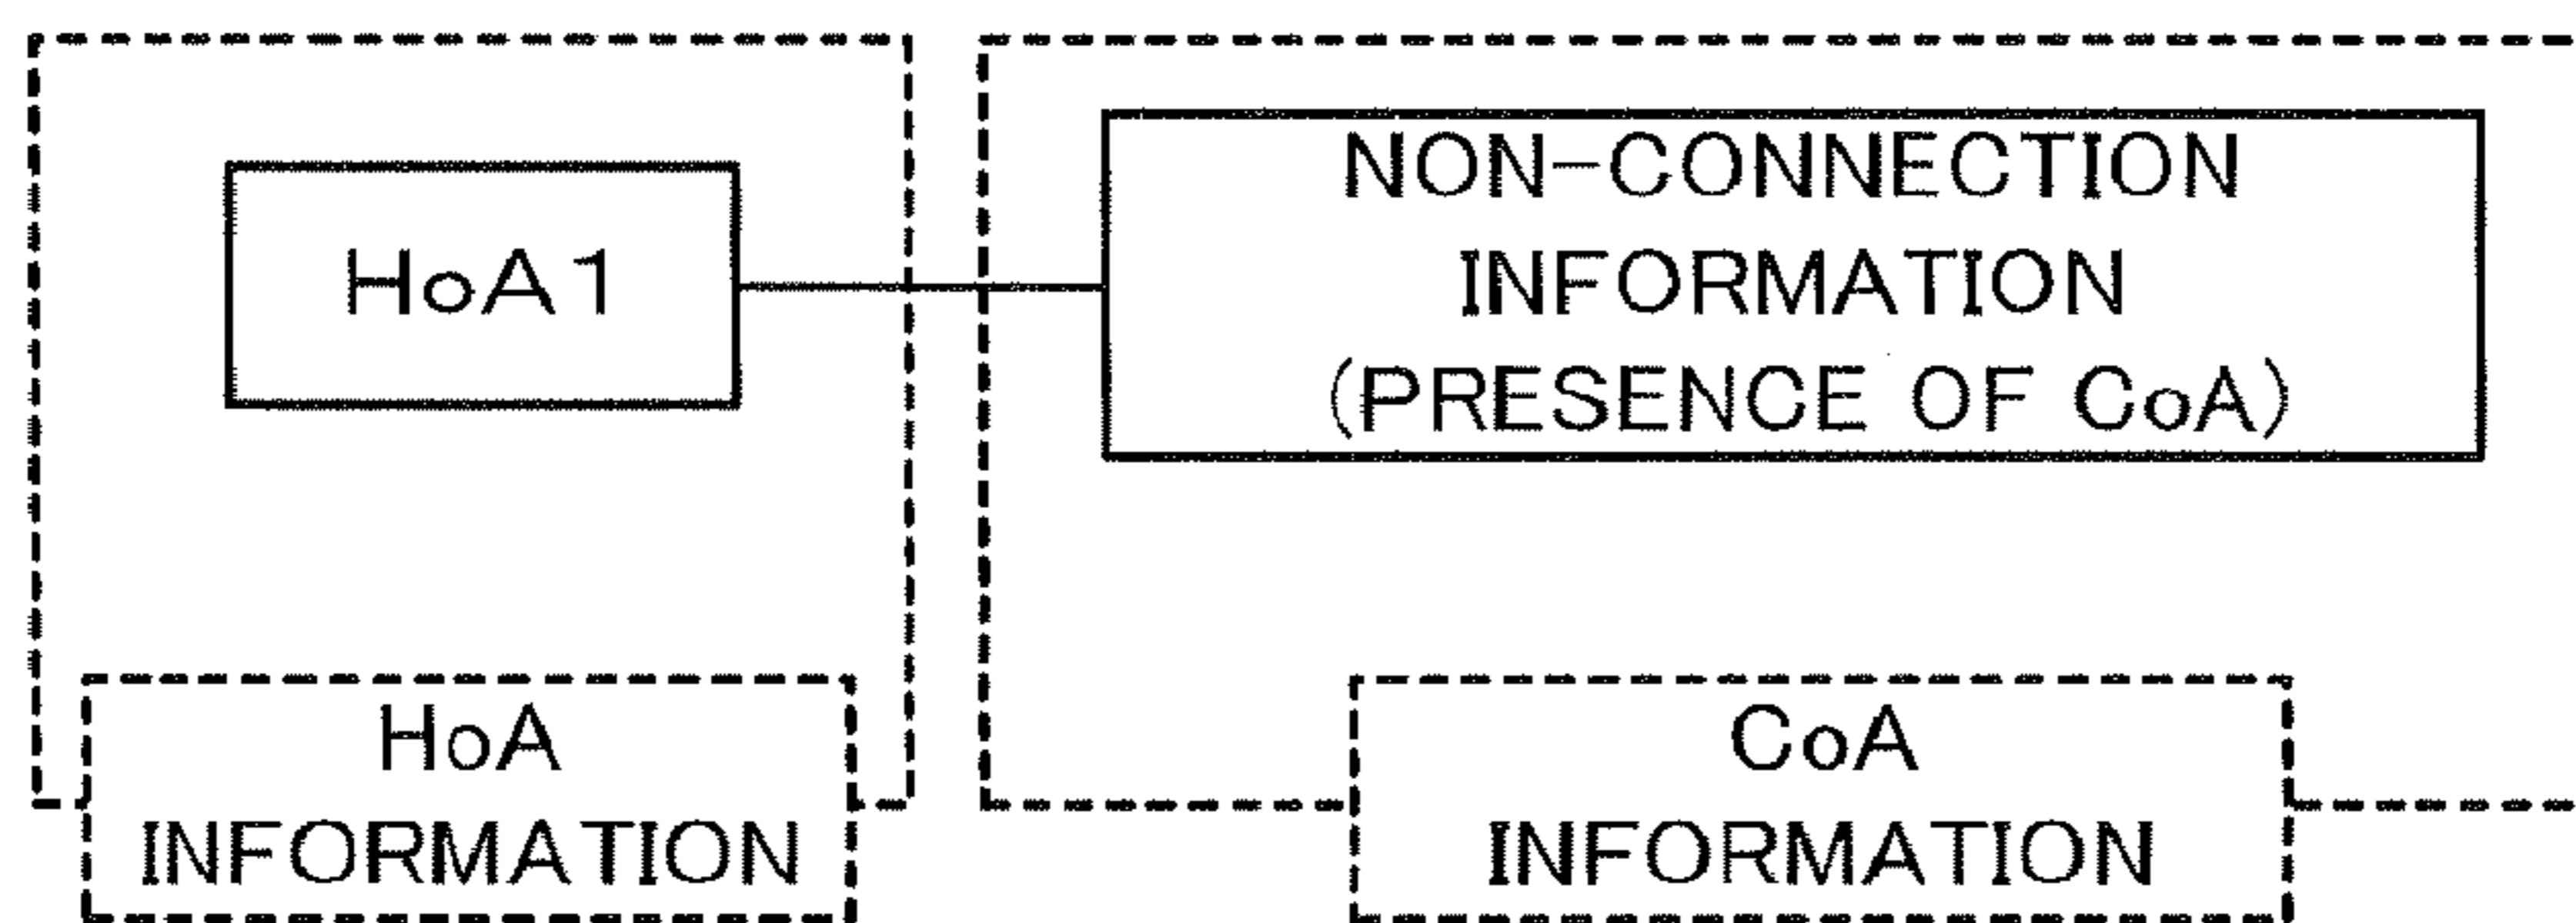 HoA1
NON-CONNECTION
INFORMATION
(PRESENCE OF CoA)
HoA
INFORMATION
CoA
INFORMATION